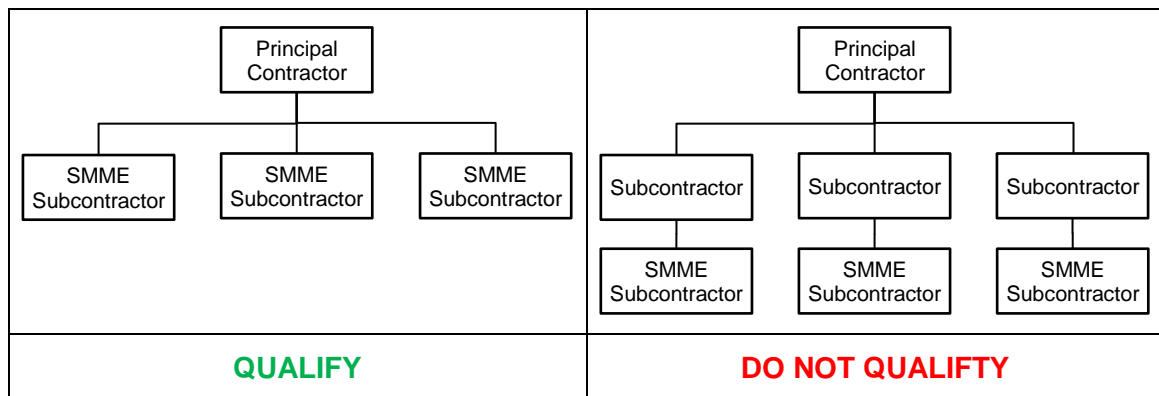 Principal
Contractor
SMME
Subcontractor
SMME
Subcontractor
SMME
Subcontractor
QUALIFY
Principal
Contractor
Subcontractor
Subcontractor
Subcontractor
SMME
Subcontractor
SMME
Subcontractor
SMME
Subcontractor
DO NOT QUALIFTY